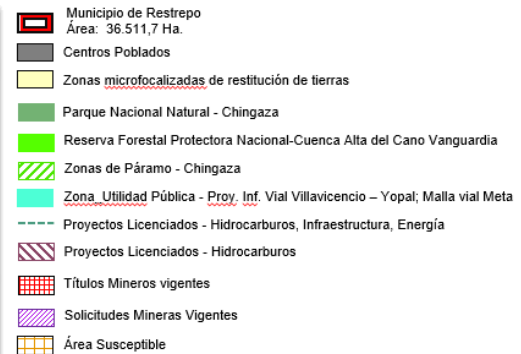 Municipio de Restrepo
Área: 36.511,7 Ha.
Centros Poblados
Zonas microfocalizadas de restitución de tierras
Parque Nacional Natural - Chingaza
Reserva Forestal Protectora Nacional-Cuenca Alta del Cano Vanguardia
Zonas de Páramo - Chingaza
Zona_Utilidad Pública - Proy. Inf. Vial Villavicencio – Yopal; Malla vial Meta
Proyectos Licenciados - Hidrocarburos, Infraestructura, Energía
Proyectos Licenciados - Hidrocarburos
Títulos Mineros vigentes
Solicitudes Mineras Vigentes
Área Susceptible